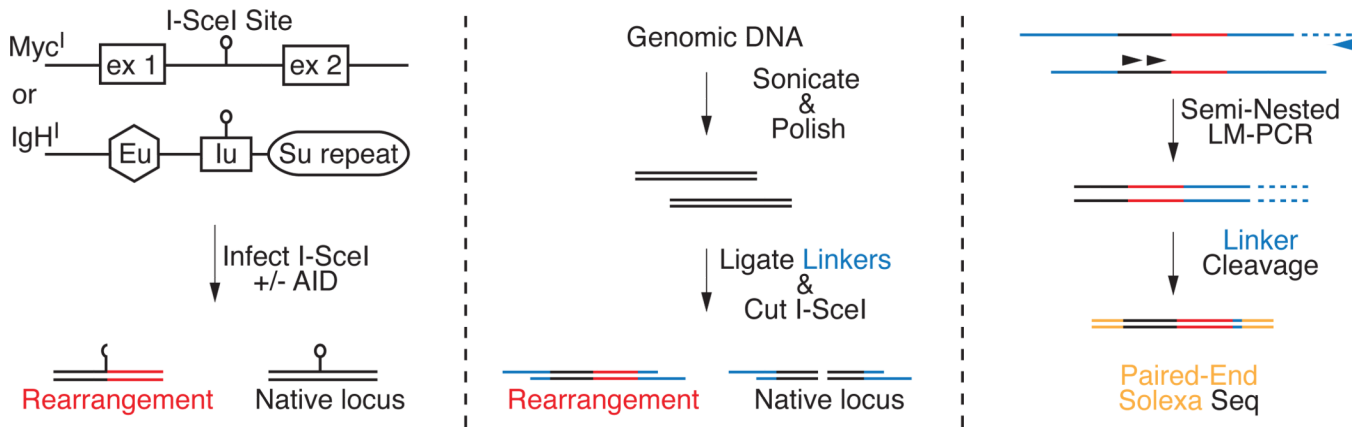 I-SceI Site
Myc^I
ex 1
ex 2
or
IgH^I
Eu
Iu
Su repeat
Infect I-SceI
+/- AID
Rearrangement
Native locus
Genomic DNA
Sonicate
&
Polish
Ligate Linkers
&
Cut I-SceI
Rearrangement
Native locus
Semi-Nested
LM-PCR
Linker
Cleavage
Paired-End
Solexa Seq